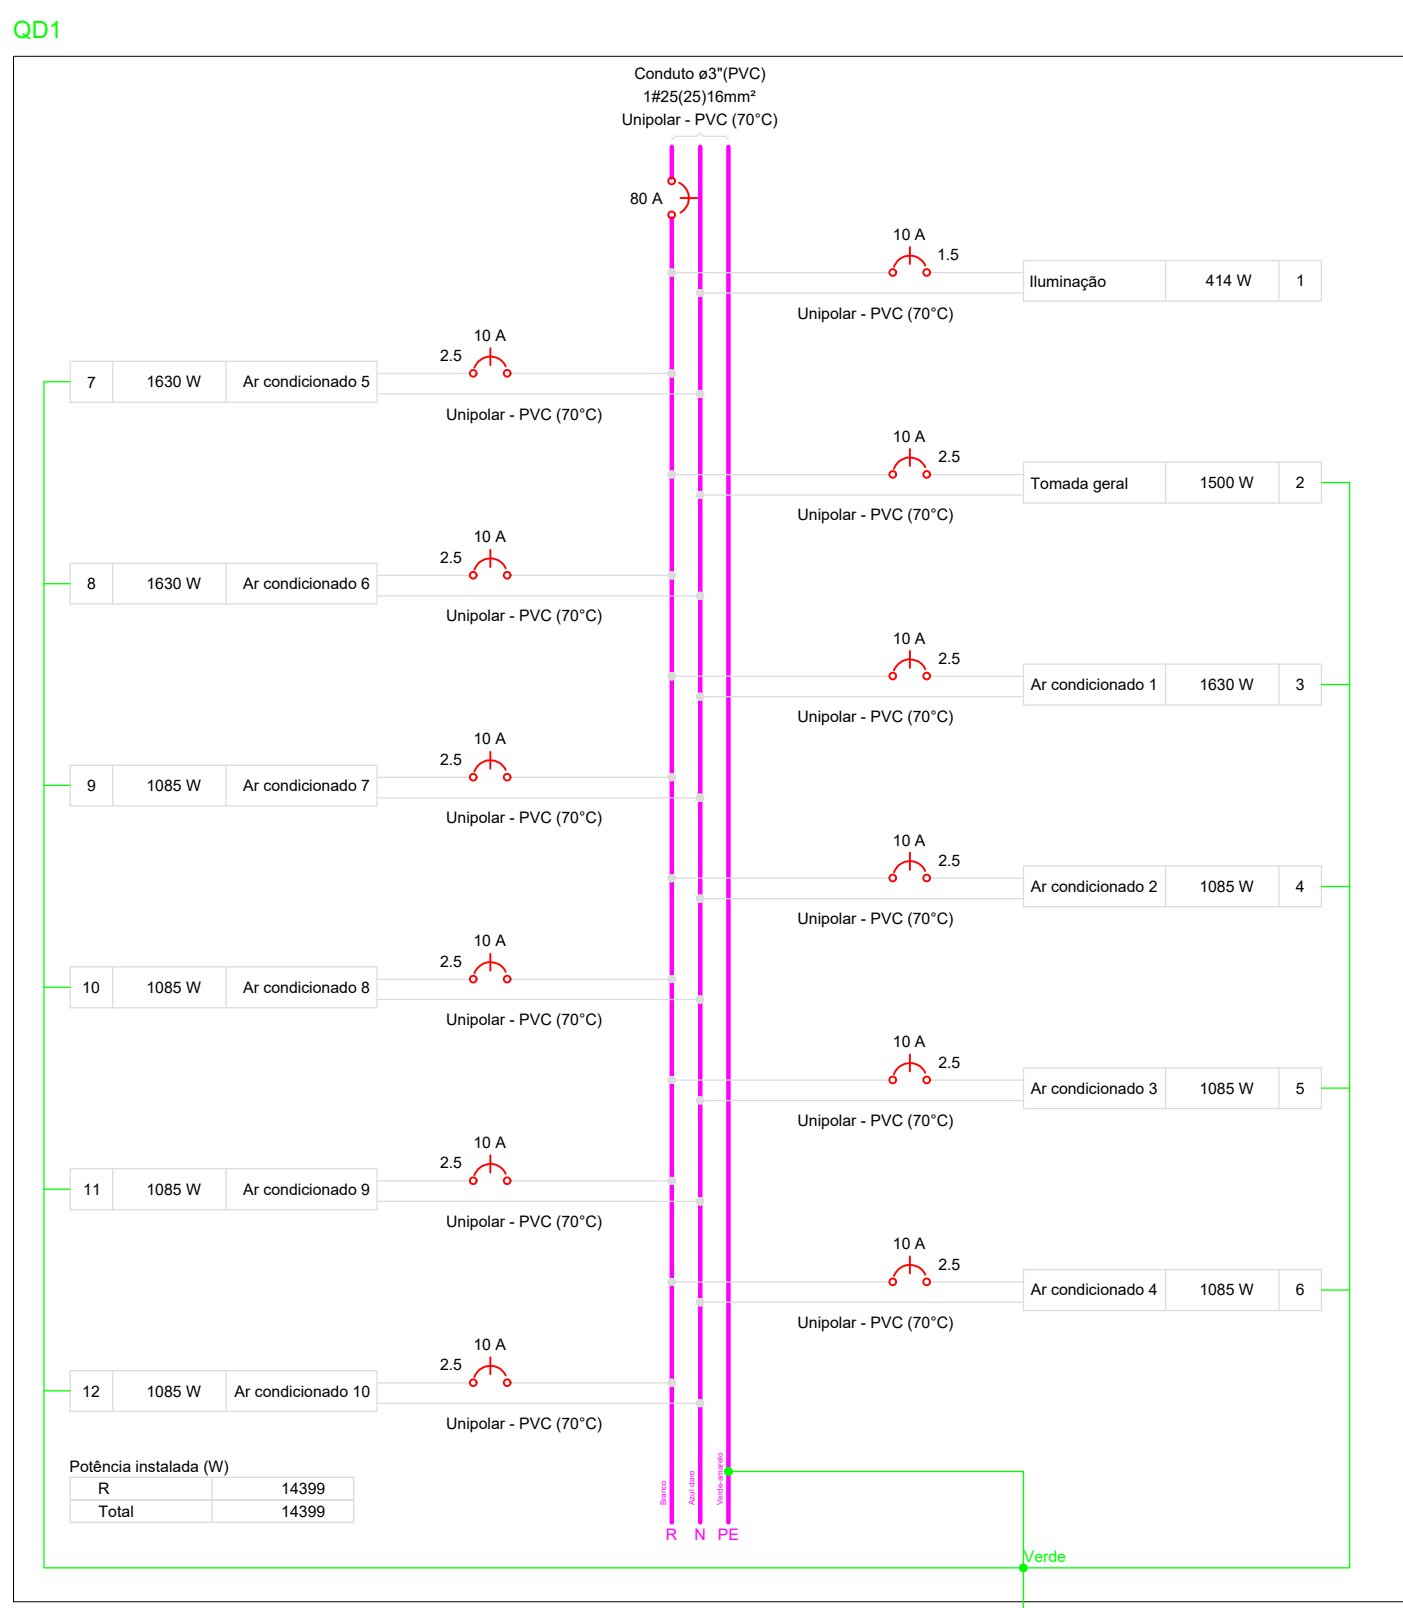 QD1
Conduto ø3"(PVC)
1#25(25)16mm²
Unipolar - PVC (70°C)
80 A
10 A
1.5
Iluminação 414 W 1
Unipolar - PVC (70°C)
10 A
2.5
7 1630 W Ar condicionado 5
Unipolar - PVC (70°C)
10 A
2.5
Tomada geral 1500 W 2
Unipolar - PVC (70°C)
10 A
2.5
8 1630 W Ar condicionado 6
Unipolar - PVC (70°C)
10 A
2.5
Ar condicionado 1 1630 W 3
Unipolar - PVC (70°C)
10 A
2.5
9 1085 W Ar condicionado 7
Unipolar - PVC (70°C)
10 A
2.5
Ar condicionado 2 1085 W 4
Unipolar - PVC (70°C)
10 A
2.5
10 1085 W Ar condicionado 8
Unipolar - PVC (70°C)
10 A
2.5
Ar condicionado 3 1085 W 5
Unipolar - PVC (70°C)
10 A
2.5
11 1085 W Ar condicionado 9
Unipolar - PVC (70°C)
10 A
2.5
Ar condicionado 4 1085 W 6
Unipolar - PVC (70°C)
10 A
2.5
12 1085 W Ar condicionado 10
Unipolar - PVC (70°C)
Potência instalada (W)
R 14399
Total 14399
Branco
Azul claro
Verde-amarelo
R N PE
Verde